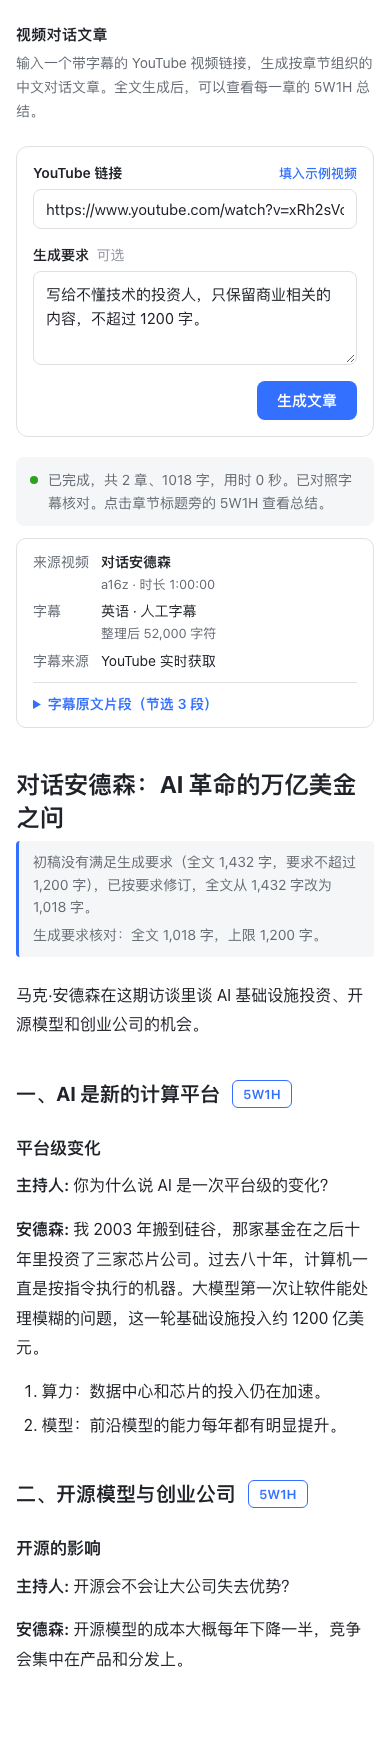 视频对话文章
输入一个带字幕的 YouTube 视频链接，生成按章节组织的
中文对话文章。全文生成后，可以查看每一章的 5W1H 总
结。
YouTube 链接
填入示例视频
https://www.youtube.com/watch?v=xRh2sVc
生成要求 可选
写给不懂技术的投资人，只保留商业相关的
内容，不超过 1200 字。
生成文章
已完成，共 2 章、1018 字，用时 0 秒。已对照字
幕核对。点击章节标题旁的 5W1H 查看总结。
来源视频 对话安德森
a16z · 时长 1:00:00
字幕 英语 · 人工字幕
整理后 52,000 字符
字幕来源 YouTube 实时获取
字幕原文片段（节选 3 段）
对话安德森：AI 革命的万亿美金
之问
初稿没有满足生成要求（全文 1,432 字，要求不超过
1,200 字），已按要求修订，全文从 1,432 字改为
1,018 字。
生成要求核对：全文 1,018 字，上限 1,200 字。
马克·安德森在这期访谈里谈 AI 基础设施投资、开
源模型和创业公司的机会。
一、AI 是新的计算平台 5W1H
平台级变化
主持人: 你为什么说 AI 是一次平台级的变化?
安德森: 我 2003 年搬到硅谷，那家基金在之后十
年里投资了三家芯片公司。过去八十年，计算机一
直是按指令执行的机器。大模型第一次让软件能处
理模糊的问题，这一轮基础设施投入约 1200 亿美
元。
1. 算力：数据中心和芯片的投入仍在加速。
2. 模型：前沿模型的能力每年都有明显提升。
二、开源模型与创业公司 5W1H
开源的影响
主持人: 开源会不会让大公司失去优势?
安德森: 开源模型的成本大概每年下降一半，竞争
会集中在产品和分发上。